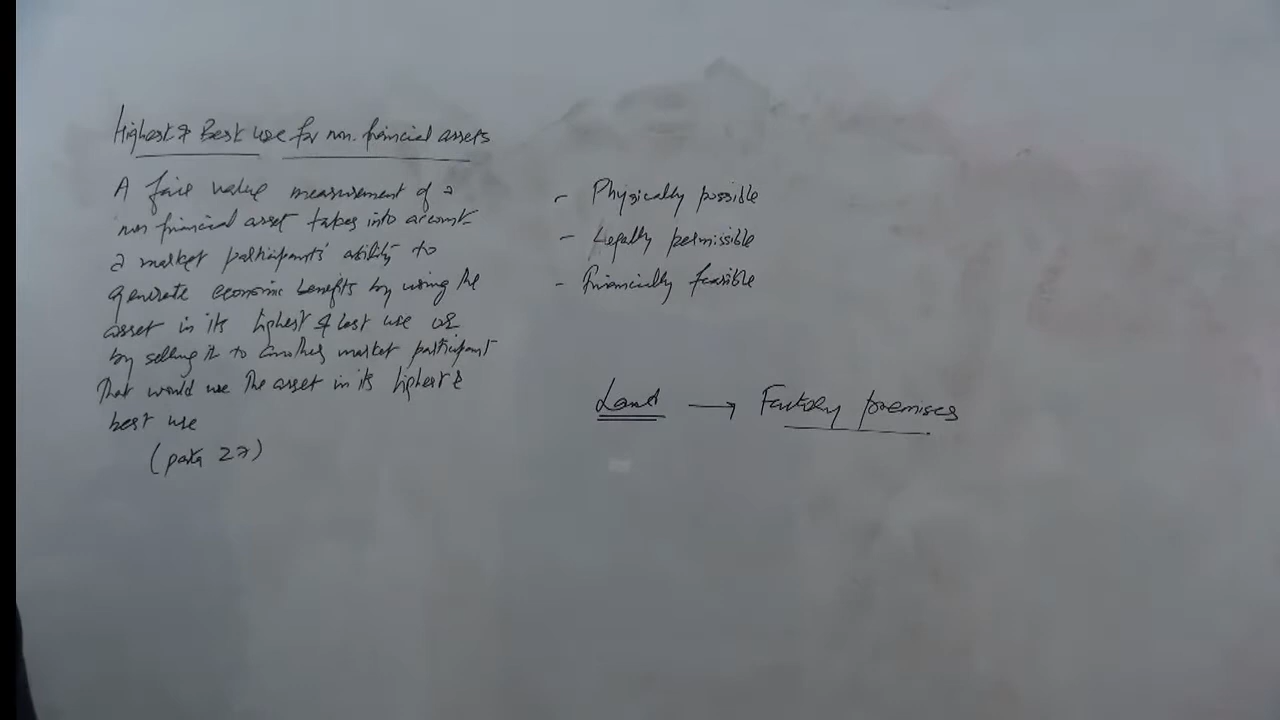 Highest & Best use for non-financial assets
A fair value measurement of a
non financial asset takes into account
a market participants' ability to
generate economic benefits by using the
asset in its highest & best use or
by selling it to another market participant
that would use the asset in its highest &
best use
(para 27)
- Physically possible
- Legally permissible
- Financially feasible
Land → Factory premises